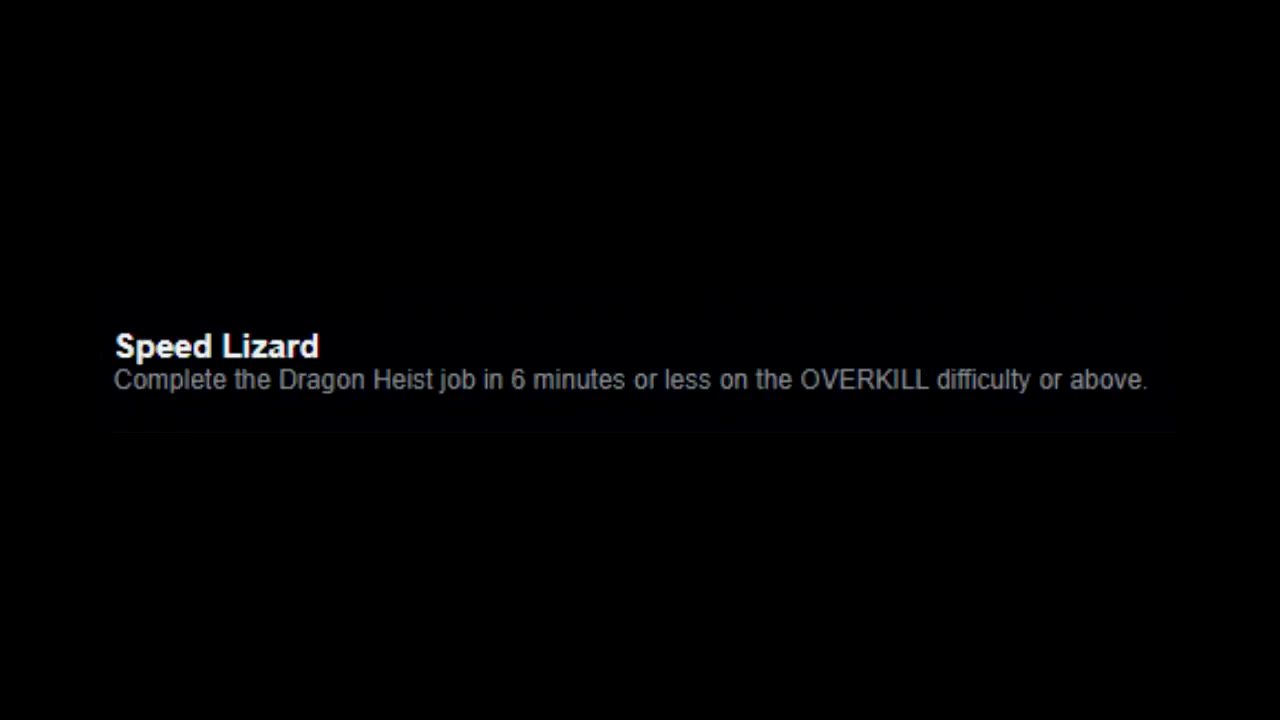 Speed Lizard
Complete the Dragon Heist job in 6 minutes or less on the OVERKILL difficulty or above.